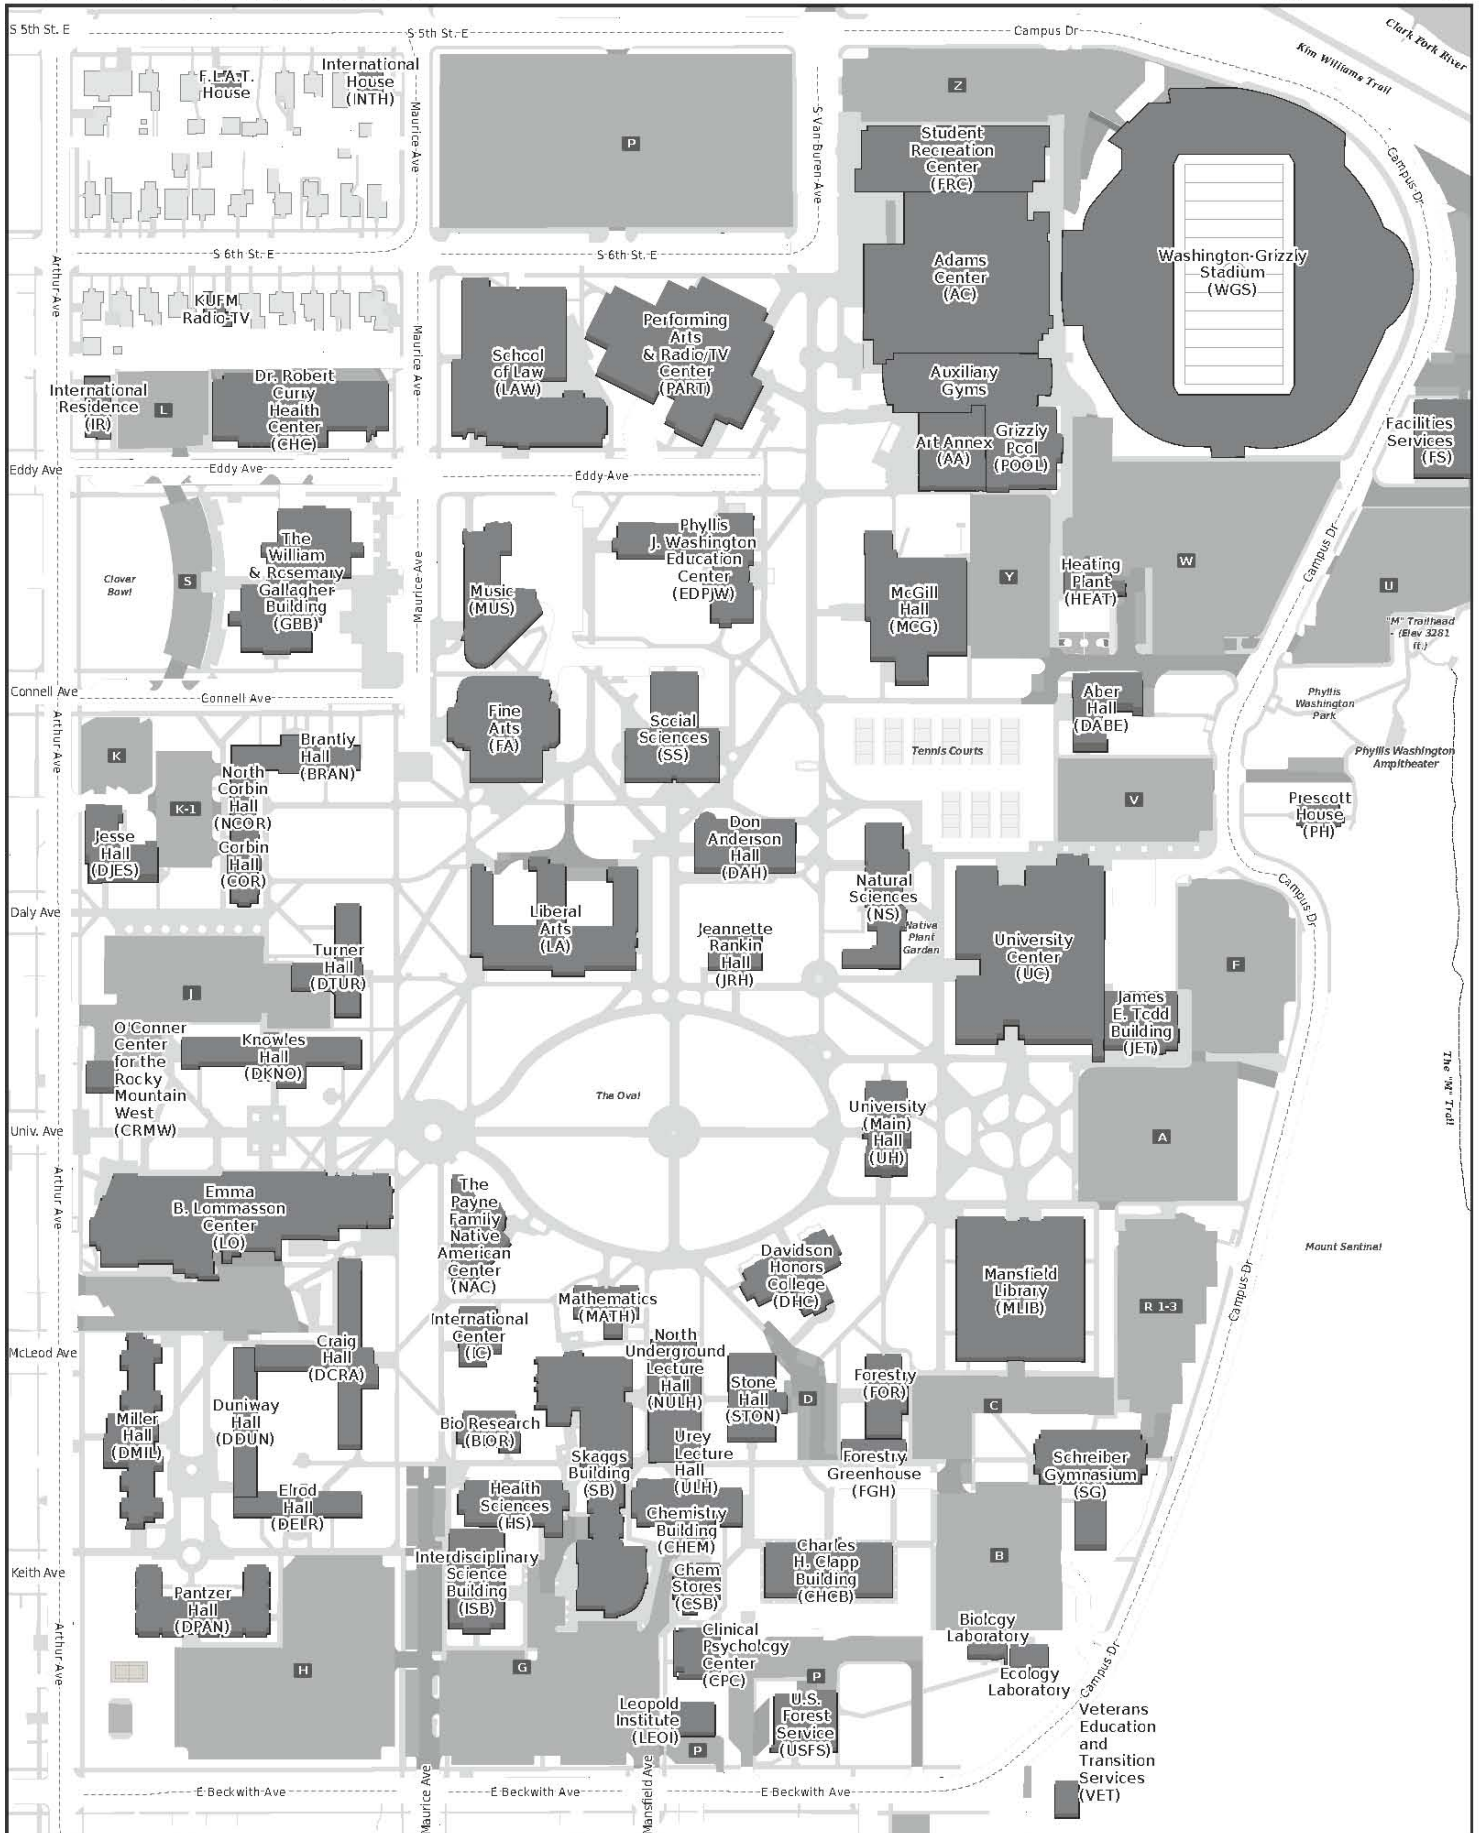 S 5th St. E
S 5th St. E
Campus Dr
Clark Fork River
Kim Williams Trail
F.L.A.T.
House
International
House
(INTH)
Maurice Ave
P
S Van Buren Ave
Z
Student
Recreation
Center
(FRC)
Campus Dr
S 6th St. E
S 6th St. E
Arthur Ave
Adams
Center
(AC)
Washington-Grizzly
Stadium
(WGS)
KUFM
Radio-TV
Maurice Ave
School
of Law
(LAW)
Performing
Arts
& Radio/TV
Center
(PART)
Auxiliary
Gyms
International
Residence
(IR)
L
Dr. Robert
Curry
Health
Center
(CHC)
Art Annex
(AA)
Grizzly
Pool
(POOL)
Facilities
Services
(FS)
Eddy Ave
Eddy Ave
Eddy Ave
Clover
Bowl
S
The
William
& Rosemary
Gallagher
Building
(GBB)
Maurice Ave
Music
(MUS)
Phyllis
J. Washington
Education
Center
(EDPJW)
McGill
Hall
(MCG)
Y
Heating
Plant
(HEAT)
W
Campus Dr
U
"M" Trailhead
- (Elev 3281
ft.)
Connell Ave
Connell Ave
Arthur Ave
Fine
Arts
(FA)
Social
Sciences
(SS)
Tennis Courts
Aber
Hall
(DABE)
Phyllis
Washington
Park
Phyllis Washington
Ampitheater
K
Brantly
Hall
(BRAN)
North
Corbin
Hall
(NCOR)
K-1
Jesse
Hall
(DJES)
Corbin
Hall
(COR)
Don
Anderson
Hall
(DAH)
V
Prescott
House
(PH)
Natural
Sciences
(NS)
Campus Dr
Daly Ave
Liberal
Arts
(LA)
Jeannette
Rankin
Hall
(JRH)
Native
Plant
Garden
University
Center
(UC)
Turner
Hall
(DTUR)
F
J
James
E. Todd
Building
(JET)
O'Conner
Center
for the
Rocky
Mountain
West
(CRMW)
Knowles
Hall
(DKNO)
The Oval
The "M" Trail
University
(Main)
Hall
(UH)
Univ. Ave
A
Arthur Ave
Emma
B. Lommasson
Center
(LO)
The
Payne
Family
Native
American
Center
(NAC)
Davidson
Honors
College
(DHC)
Mansfield
Library
(MLIB)
Mount Sentinel
Campus Dr
R 1-3
Mathematics
(MATH)
International
Center
(IC)
North
Underground
Lecture
Hall
(NULH)
McLeod Ave
Craig
Hall
(DCRA)
Stone
Hall
(STON)
D
Forestry
(FOR)
C
Miller
Hall
(DMIL)
Duniway
Hall
(DDUN)
Bio Research
(BIOR)
Urey
Lecture
Hall
(ULH)
Forestry
Greenhouse
(FGH)
Schreiber
Gymnasium
(SG)
Skaggs
Building
(SB)
Elrod
Hall
(DELR)
Health
Sciences
(HS)
Chemistry
Building
(CHEM)
Interdisciplinary
Science
Building
(ISB)
Charles
H. Clapp
Building
(CHCB)
B
Keith Ave
Pantzer
Hall
(DPAN)
Chem
Stores
(CSB)
Arthur Ave
Biology
Laboratory
Clinical
Psychology
Center
(CPC)
H
G
P
Ecology
Laboratory
Campus Dr
Leopold
Institute
(LEOI)
U.S.
Forest
Service
(USFS)
P
Veterans
Education
and
Transition
Services
(VET)
E Beckwith Ave
Maurice Ave
E Beckwith Ave
Mansfield Ave
E Beckwith Ave